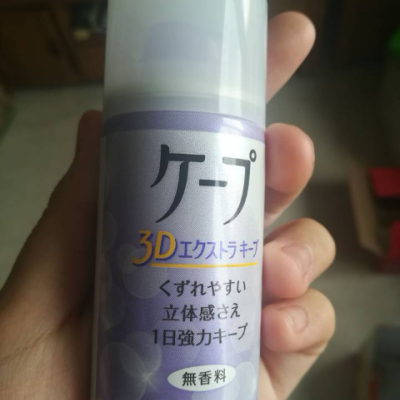 ケープ
3Dエクストラ キープ
くずれやすい
立体感さえ
1日強力キープ
無香料